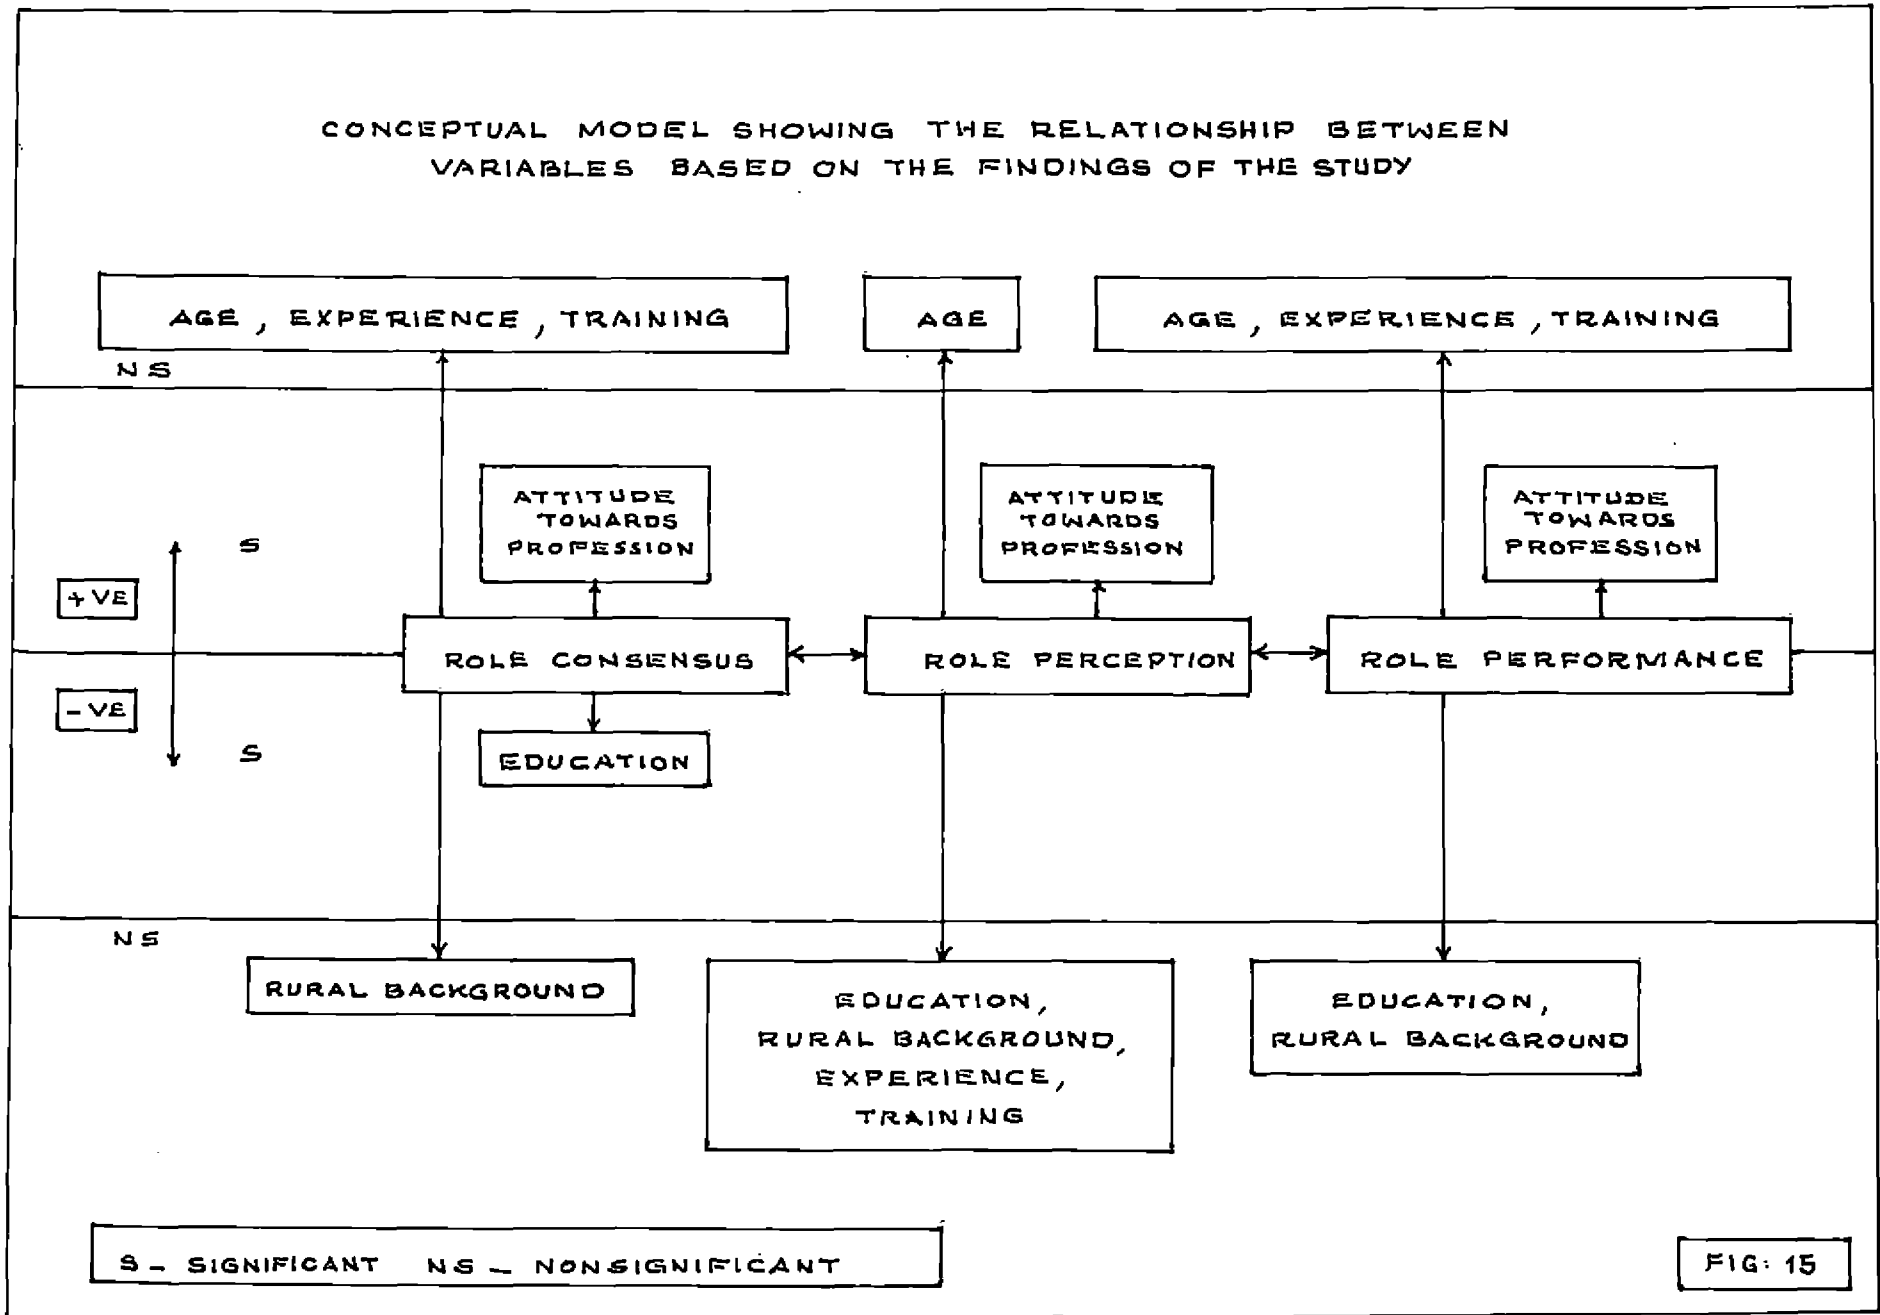 CONCEPTUAL MODEL SHOWING THE RELATIONSHIP BETWEEN
VARIABLES BASED ON THE FINDINGS OF THE STUDY
AGE, EXPERIENCE, TRAINING
AGE
AGE, EXPERIENCE, TRAINING
NS
ATTITUDE
TOWARDS
PROFESSION
ATTITUDE
TOWARDS
PROFESSION
ATTITUDE
TOWARDS
PROFESSION
S
+VE
ROLE CONSENSUS
ROLE PERCEPTION
ROLE PERFORMANCE
-VE
S
EDUCATION
NS
RURAL BACKGROUND
EDUCATION,
RURAL BACKGROUND,
EXPERIENCE,
TRAINING
EDUCATION,
RURAL BACKGROUND
S - SIGNIFICANT NS - NONSIGNIFICANT
FIG: 15